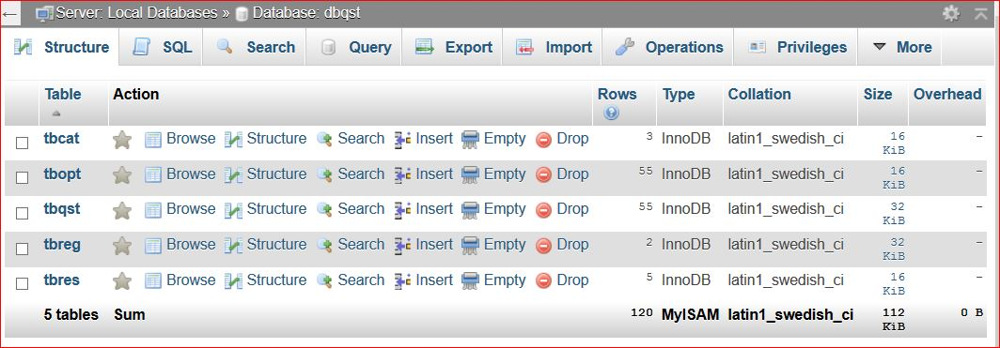 Server: Local Databases » Database: dbqst
Structure SQL Search Query Export Import Operations Privileges More
Table Action Rows Type Collation Size Overhead
tbcat Browse Structure Search Insert Empty Drop 3 InnoDB latin1_swedish_ci 16 KiB -
tbopt Browse Structure Search Insert Empty Drop 55 InnoDB latin1_swedish_ci 16 KiB -
tbqst Browse Structure Search Insert Empty Drop 55 InnoDB latin1_swedish_ci 32 KiB -
tbreg Browse Structure Search Insert Empty Drop 2 InnoDB latin1_swedish_ci 32 KiB -
tbres Browse Structure Search Insert Empty Drop 5 InnoDB latin1_swedish_ci 16 KiB -
5 tables Sum 120 MyISAM latin1_swedish_ci 112 KiB 0 B